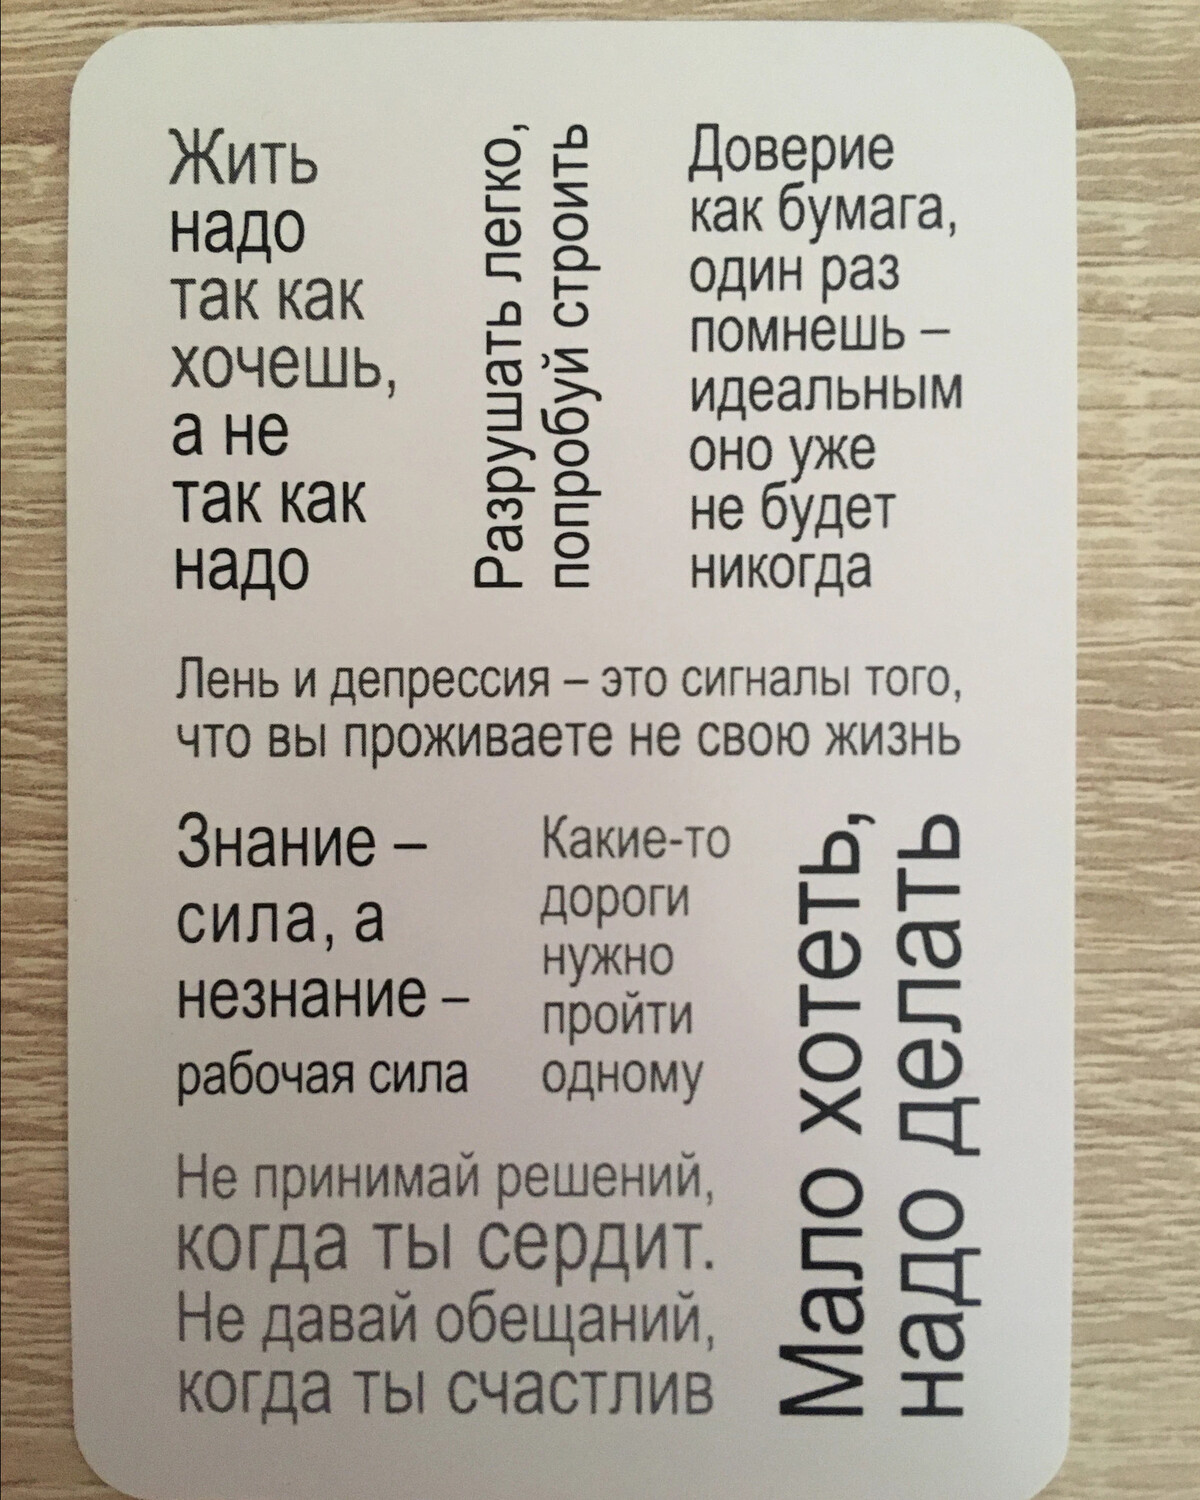 Жить
надо
так как
хочешь,
а не
так как
надо
Разрушать легко,
попробуй строить
Доверие
как бумага,
один раз
помнешь –
идеальным
оно уже
не будет
никогда
Лень и депрессия – это сигналы того,
что вы проживаете не свою жизнь
Знание –
сила, а
незнание –
рабочая сила
Какие-то
дороги
нужно
пройти
одному
Мало хотеть,
надо делать
Не принимай решений,
когда ты сердит.
Не давай обещаний,
когда ты счастлив